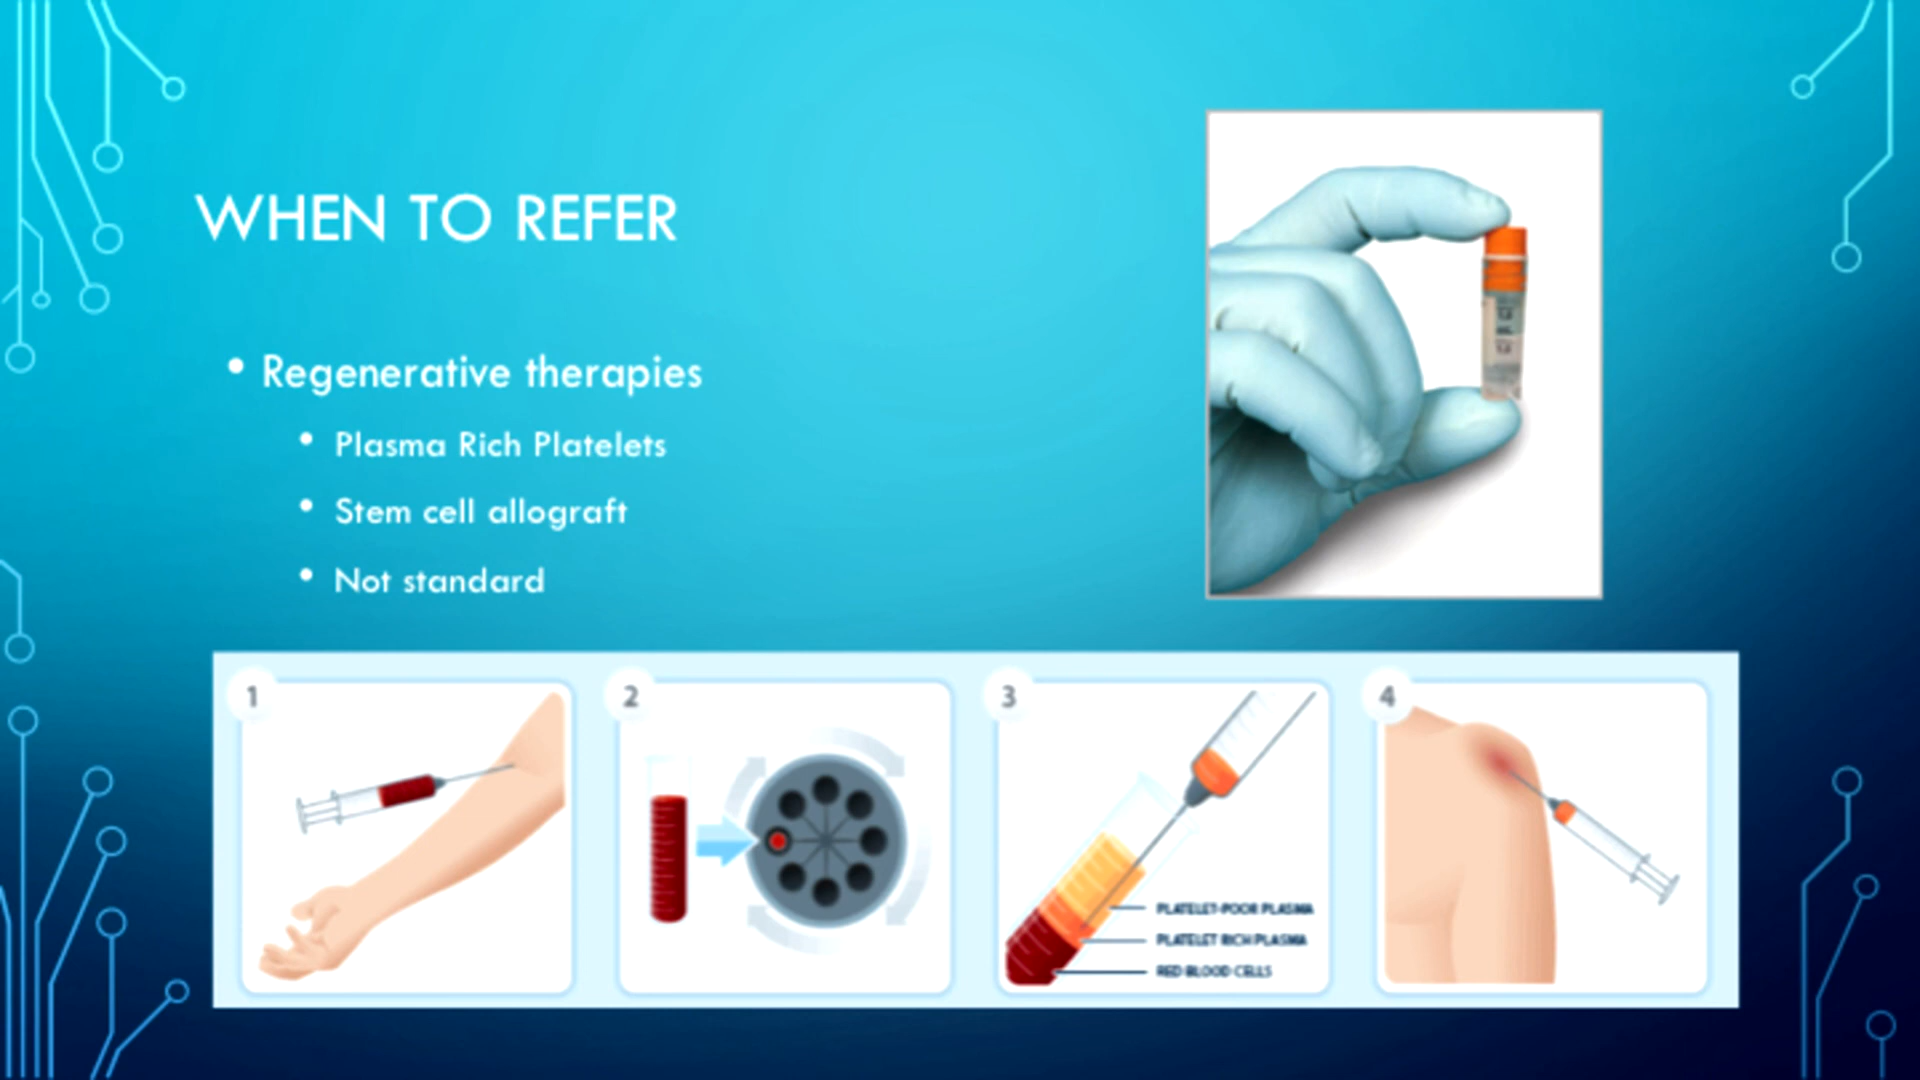 WHEN TO REFER
Regenerative therapies
Plasma Rich Platelets
Stem cell allograft
Not standard
1
2
3
4
PLATELET-POOR PLASMA
PLATELET RICH PLASMA
RED BLOOD CELLS